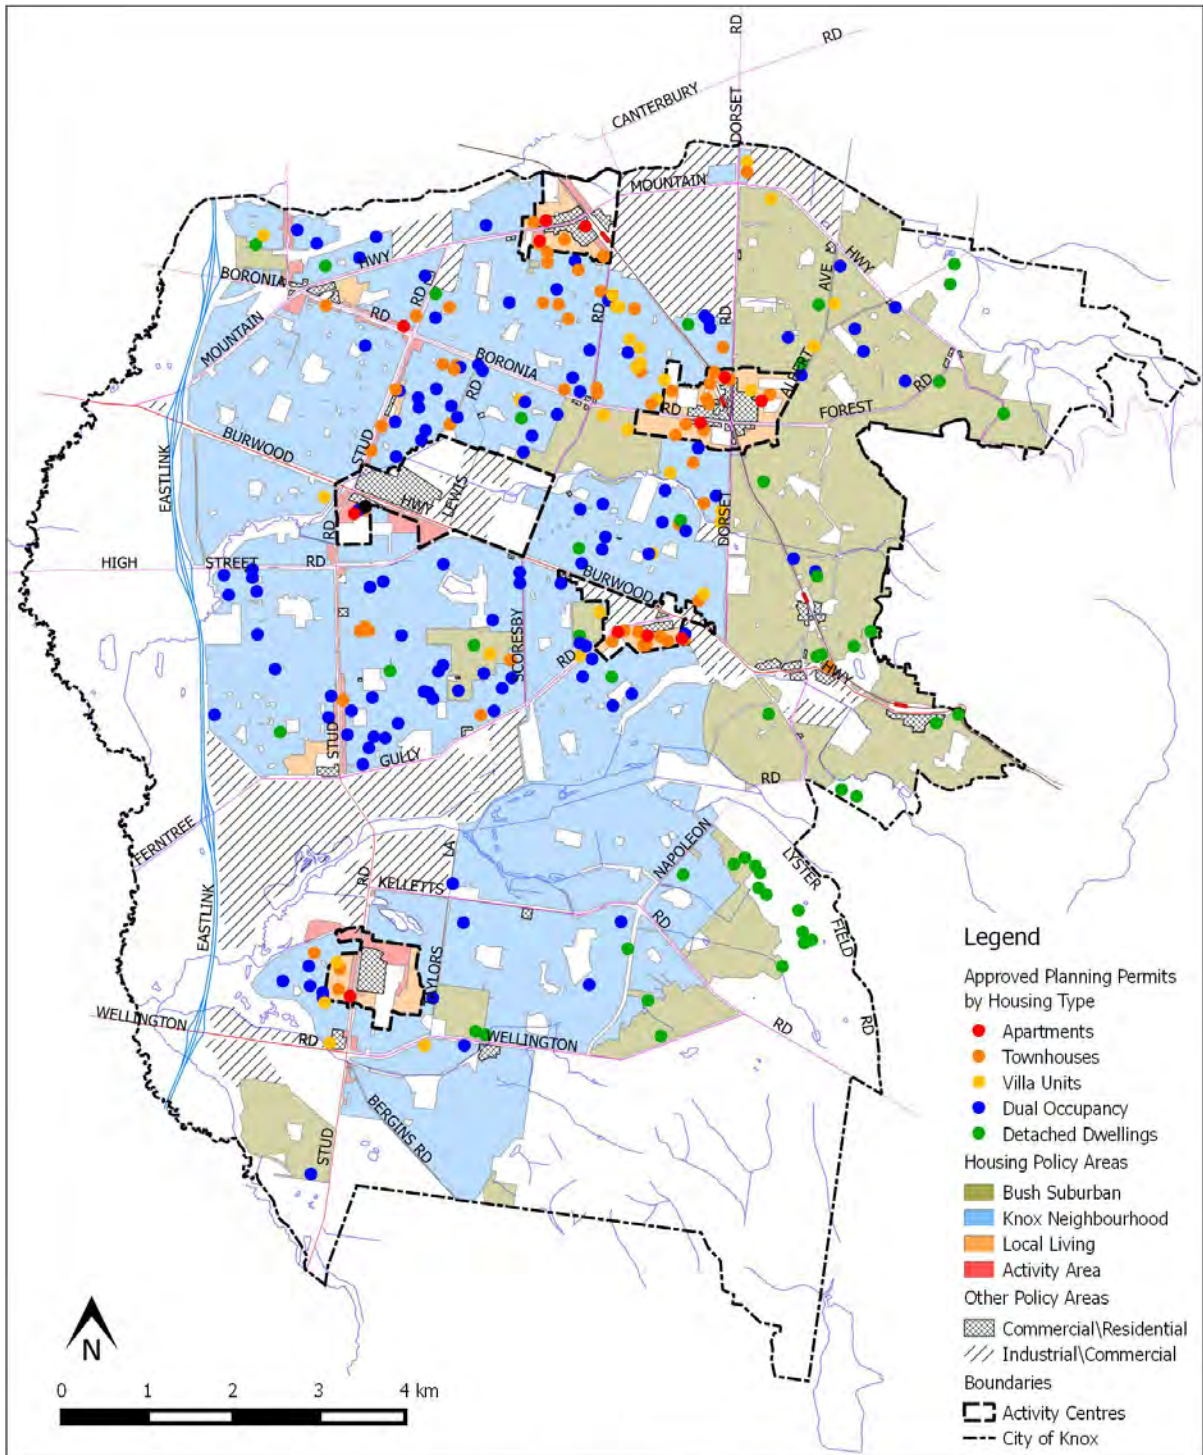 RD
RD
CANTERBURY
DORSET
MOUNTAIN
HWY
HWY
BORONIA
RD
RD
AVE
RD
RD
MOUNTAIN
BORONIA
RD
ALBERT
RD
RD
FOREST
STUD
BURWOOD
EASTLINK
LEWIS
HWY
RD
DORSET
HIGH
STREET
RD
BURWOOD
SCORESBY
RD
HWY
STUD
GULLY
RD
FERNTREE
NAPOLEON
LA
LYSTER
RD
KELLETTS
EASTLINK
RD
FIELD
TAYLORS
WELLINGTON
RD
WELLINGTON
RD
RD
BERGINS RD
STUD
Legend
Approved Planning Permits
by Housing Type
Apartments
Townhouses
Villa Units
Dual Occupancy
Detached Dwellings
Housing Policy Areas
Bush Suburban
Knox Neighbourhood
Local Living
Activity Area
Other Policy Areas
Commercial\Residential
Industrial\Commercial
Boundaries
Activity Centres
City of Knox
N
0 1 2 3 4 km